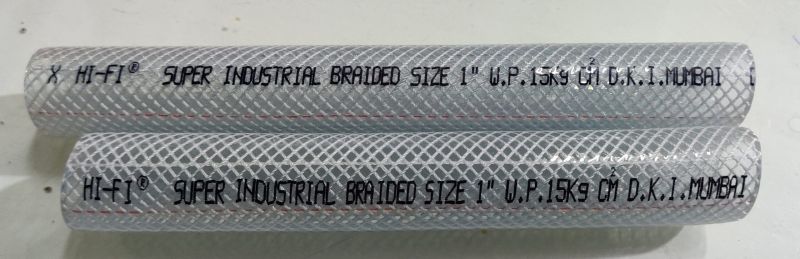 X HI-FI® SUPER INDUSTRIAL BRAIDED SIZE 1" W.P.15Kg CM D.K.I.MUMBAI
HI-FI® SUPER INDUSTRIAL BRAIDED SIZE 1" W.P.15Kg CM D.K.I.MUMBAI